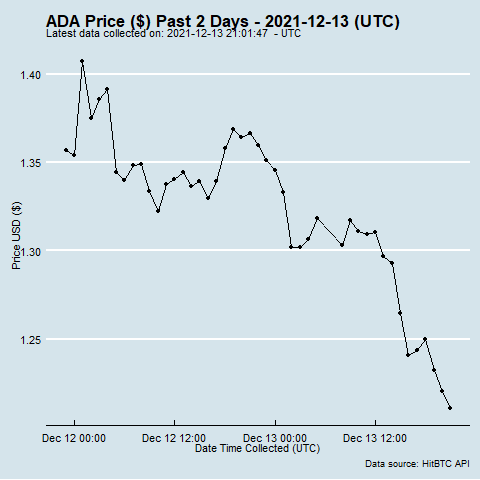 ADA Price ($) Past 2 Days - 2021-12-13 (UTC)
Latest data collected on: 2021-12-13 21:01:47 - UTC
1.40
1.35
1.30
1.25
Price USD ($)
Dec 12 00:00 Dec 12 12:00 Dec 13 00:00 Dec 13 12:00
Date Time Collected (UTC)
Data source: HitBTC API